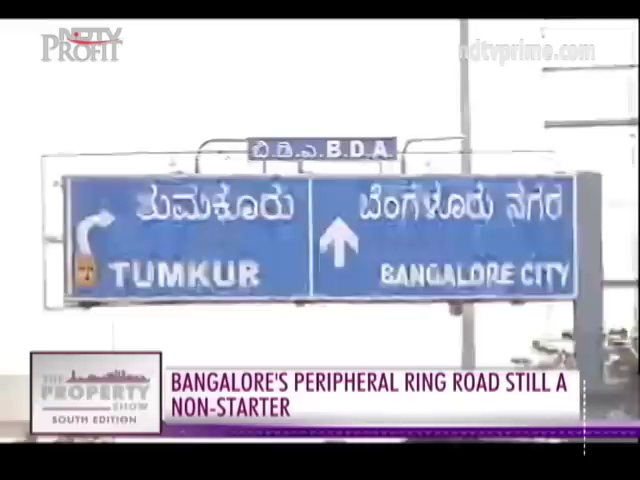 NDTV
PROFIT
ndtvprime.com
ಬಿ.ಡಿ.ಎ.B.D.A.
ತುಮಕೂರು
TUMKUR
ಬೆಂಗಳೂರು ನಗರ
BANGALORE CITY
THE
PROPERTY
SHOW
SOUTH EDITION
BANGALORE'S PERIPHERAL RING ROAD STILL A
NON-STARTER